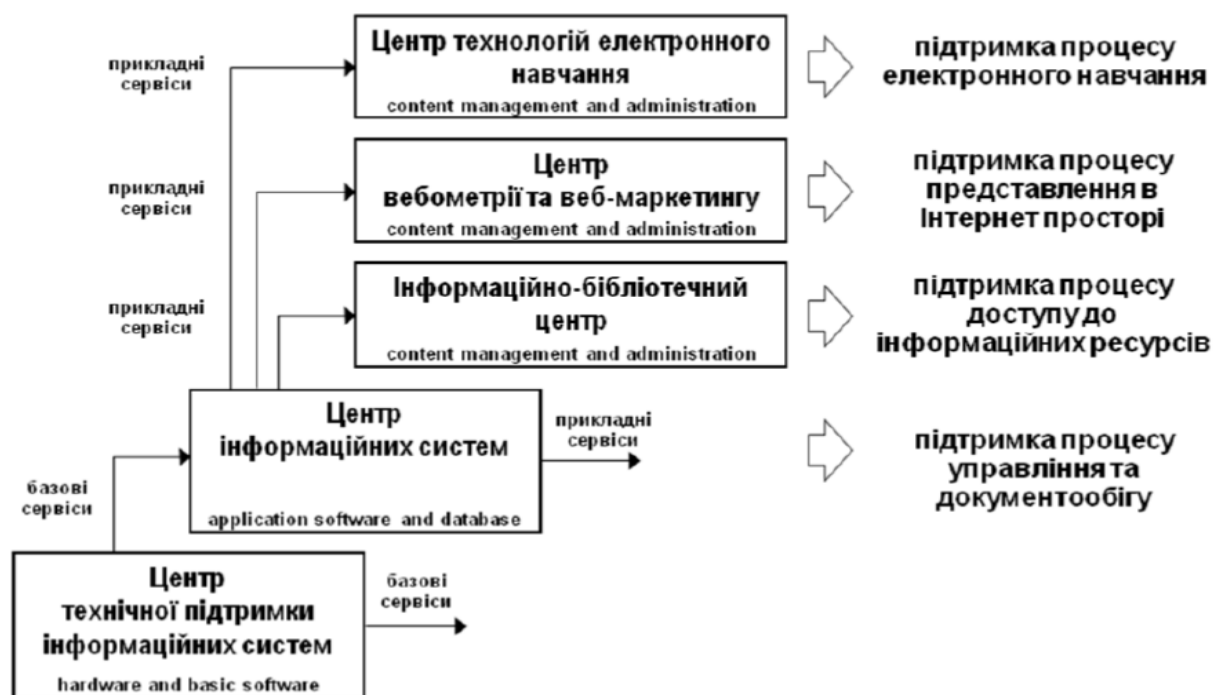 прикладні
сервіси
Центр технологій електронного
навчання
content management and administration
підтримка процесу
електронного навчання
прикладні
сервіси
Центр
вебометрії та веб-маркетингу
content management and administration
підтримка процесу
представлення в
Інтернет просторі
прикладні
сервіси
Інформаційно-бібліотечний
центр
content management and administration
підтримка процесу
доступу до
інформаційних ресурсів
базові
сервіси
Центр
інформаційних систем
application software and database
прикладні
сервіси
підтримка процесу
управління та
документообігу
Центр
технічної підтримки
інформаційних систем
hardware and basic software
базові
сервіси